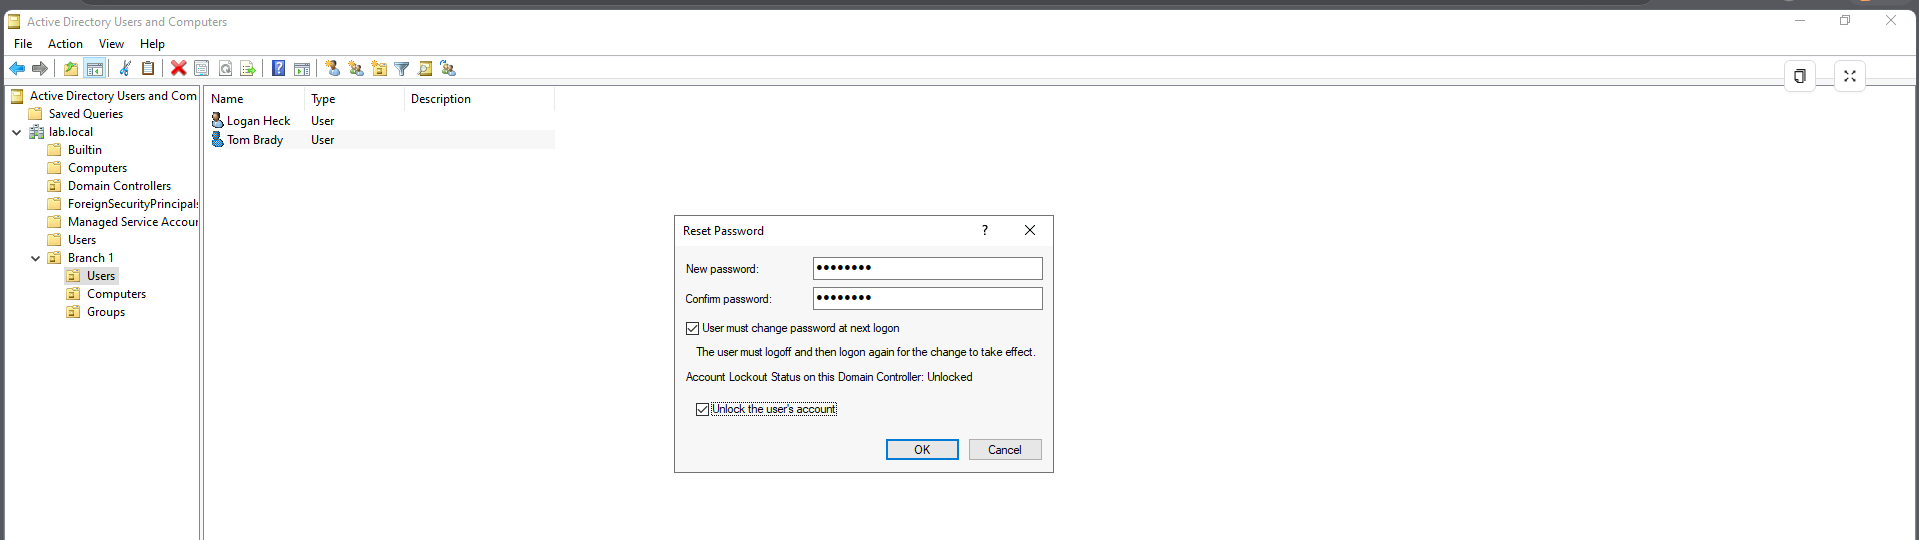 Active Directory Users and Computers
File Action View Help
Active Directory Users and Com
Saved Queries
lab.local
Builtin
Computers
Domain Controllers
ForeignSecurityPrincipals
Managed Service Accour
Users
Branch 1
Users
Computers
Groups
Name Type Description
Logan Heck User
Tom Brady User
Reset Password
New password:
Confirm password:
User must change password at next logon
The user must logoff and then logon again for the change to take effect.
Account Lockout Status on this Domain Controller: Unlocked
Unlock the user's account
OK Cancel